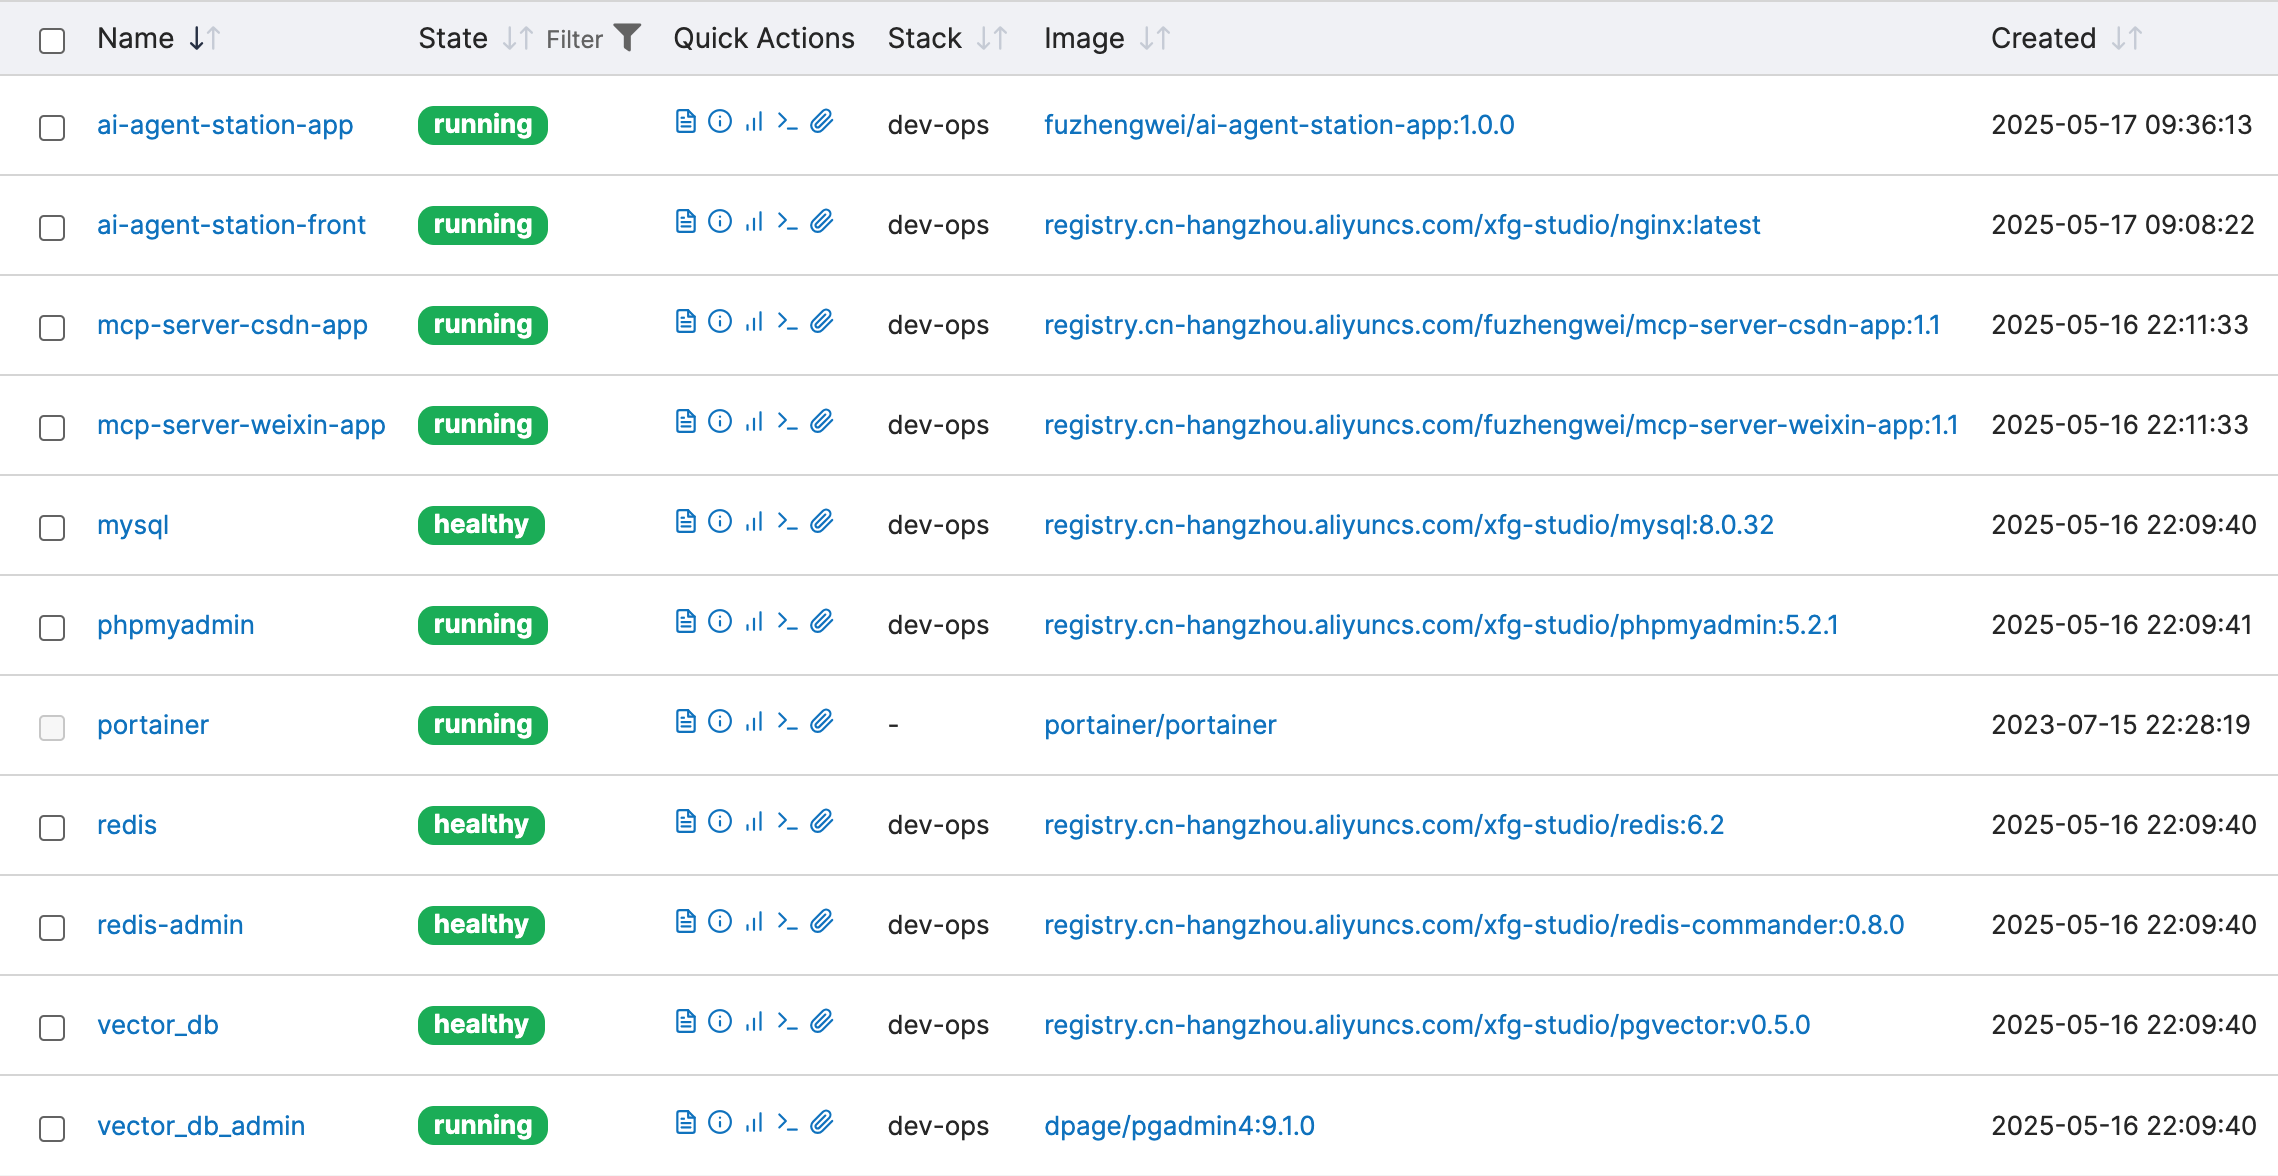 Name State Filter Quick Actions Stack Image Created
ai-agent-station-app running dev-ops fuzhengwei/ai-agent-station-app:1.0.0 2025-05-17 09:36:13
ai-agent-station-front running dev-ops registry.cn-hangzhou.aliyuncs.com/xfg-studio/nginx:latest 2025-05-17 09:08:22
mcp-server-csdn-app running dev-ops registry.cn-hangzhou.aliyuncs.com/fuzhengwei/mcp-server-csdn-app:1.1 2025-05-16 22:11:33
mcp-server-weixin-app running dev-ops registry.cn-hangzhou.aliyuncs.com/fuzhengwei/mcp-server-weixin-app:1.1 2025-05-16 22:11:33
mysql healthy dev-ops registry.cn-hangzhou.aliyuncs.com/xfg-studio/mysql:8.0.32 2025-05-16 22:09:40
phpmyadmin running dev-ops registry.cn-hangzhou.aliyuncs.com/xfg-studio/phpmyadmin:5.2.1 2025-05-16 22:09:41
portainer running - portainer/portainer 2023-07-15 22:28:19
redis healthy dev-ops registry.cn-hangzhou.aliyuncs.com/xfg-studio/redis:6.2 2025-05-16 22:09:40
redis-admin healthy dev-ops registry.cn-hangzhou.aliyuncs.com/xfg-studio/redis-commander:0.8.0 2025-05-16 22:09:40
vector_db healthy dev-ops registry.cn-hangzhou.aliyuncs.com/xfg-studio/pgvector:v0.5.0 2025-05-16 22:09:40
vector_db_admin running dev-ops dpage/pgadmin4:9.1.0 2025-05-16 22:09:40